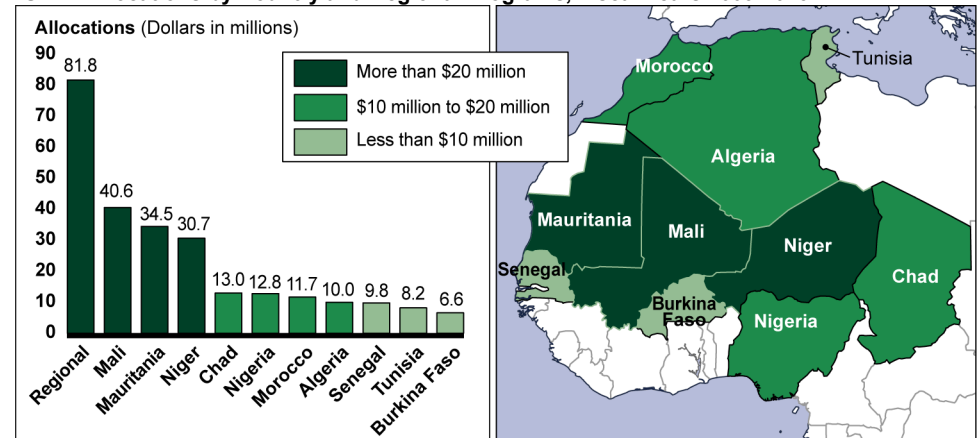 Allocations (Dollars in millions)
90
80
70
60
50
40
30
20
10
0
81.8
40.6
34.5
30.7
13.0
12.8
11.7
10.0
9.8
8.2
6.6
Regional
Mali
Mauritania
Niger
Chad
Nigeria
Morocco
Algeria
Senegal
Tunisia
Burkina Faso
More than $20 million
$10 million to $20 million
Less than $10 million
Morocco
Tunisia
Algeria
Mauritania
Mali
Niger
Chad
Senegal
Burkina
Faso
Nigeria